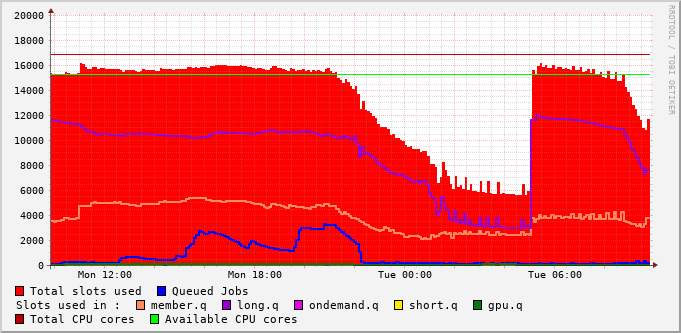 20000
18000
16000
14000
12000
10000
8000
6000
4000
2000
0
Mon 12:00 Mon 18:00 Tue 00:00 Tue 06:00
RRDTOOL / TOBI OETIKER
Total slots used Queued Jobs
Slots used in : member.q long.q ondemand.q short.q gpu.q
Total CPU cores Available CPU cores